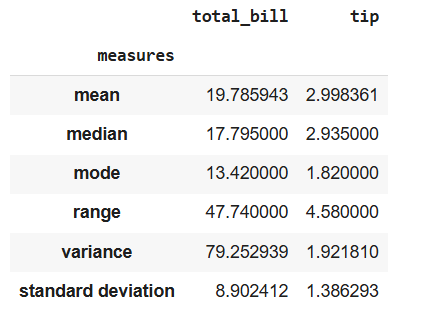 total_bill tip
measures
mean 19.785943 2.998361
median 17.795000 2.935000
mode 13.420000 1.820000
range 47.740000 4.580000
variance 79.252939 1.921810
standard deviation 8.902412 1.386293